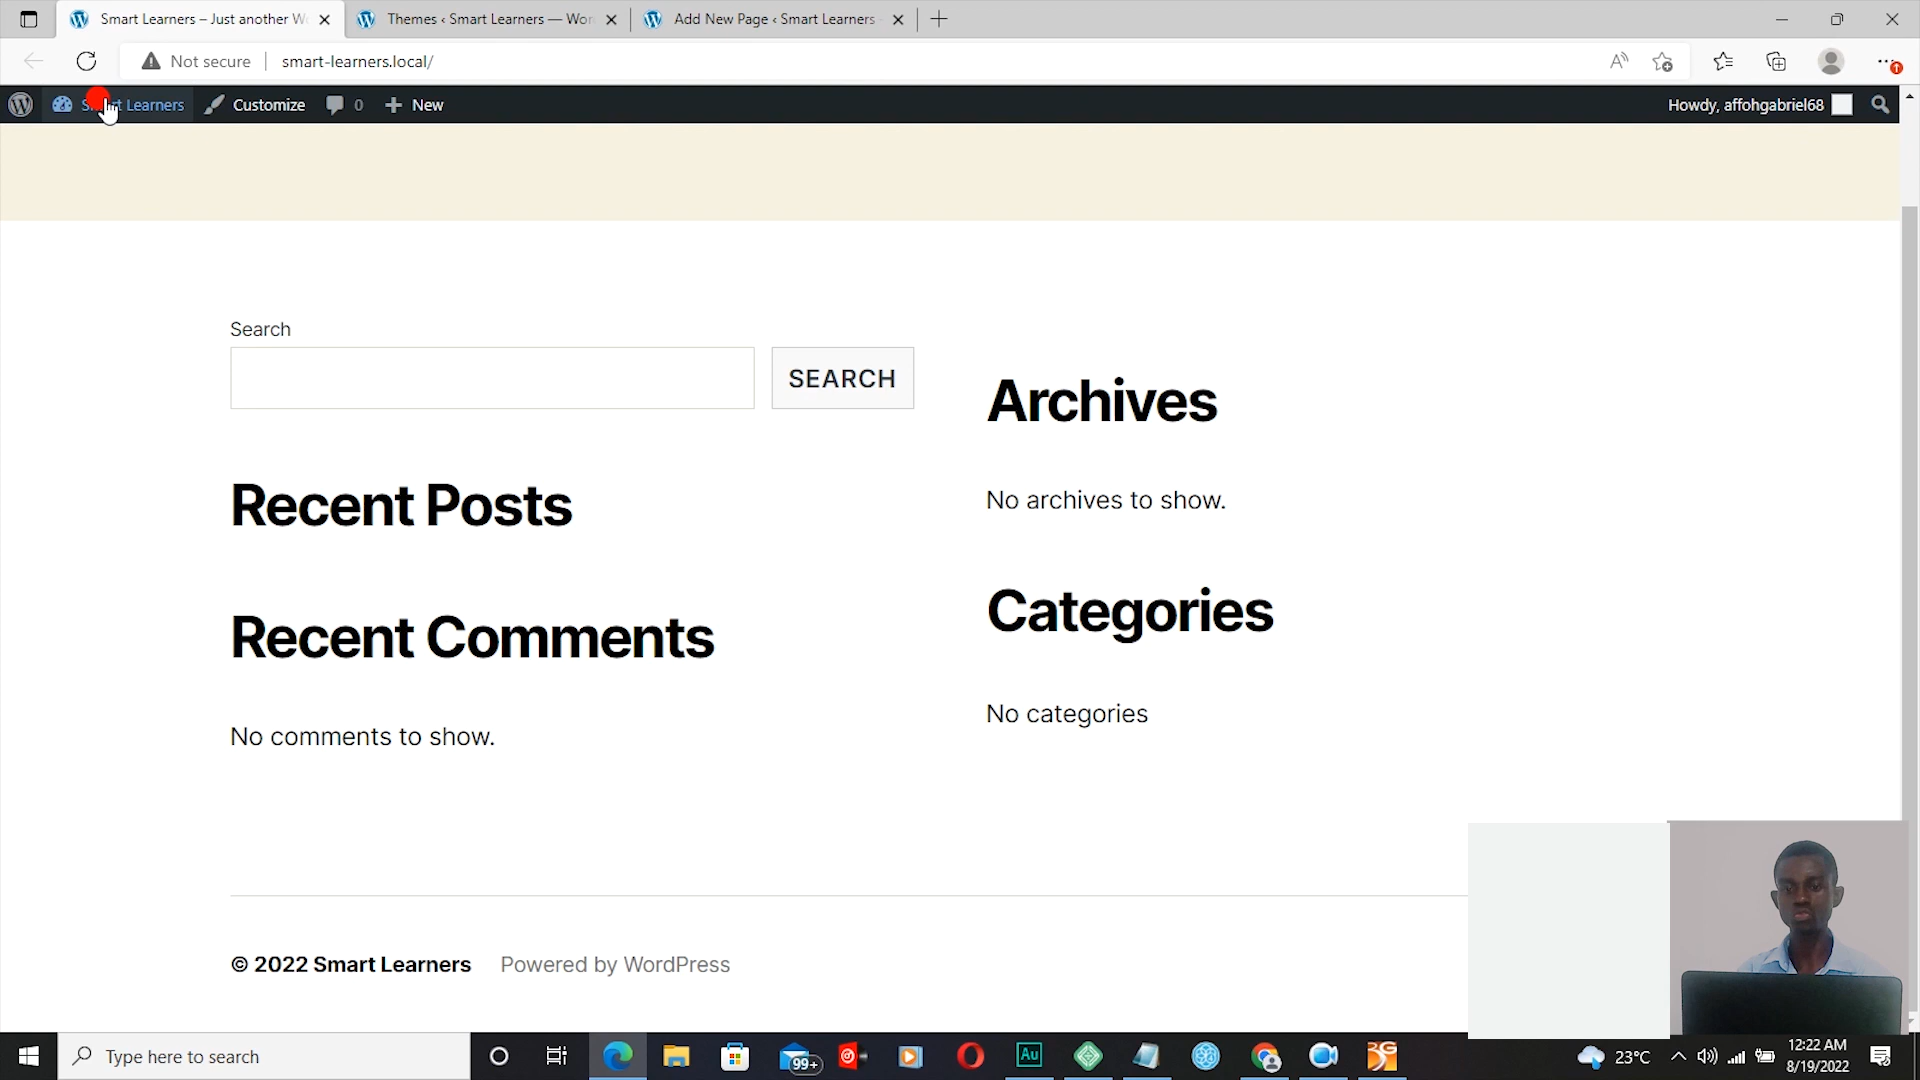 Smart Learners – Just another W
Themes ‹ Smart Learners — Wor
Add New Page ‹ Smart Learners -
Not secure
smart-learners.local/
Smart Learners
Customize
0
New
Howdy, affohgabriel68
Search
SEARCH
Recent Posts
Recent Comments
No comments to show.
Archives
No archives to show.
Categories
No categories
© 2022 Smart Learners
Powered by WordPress
Type here to search
99+
Au
23°C
12:22 AM
8/19/2022